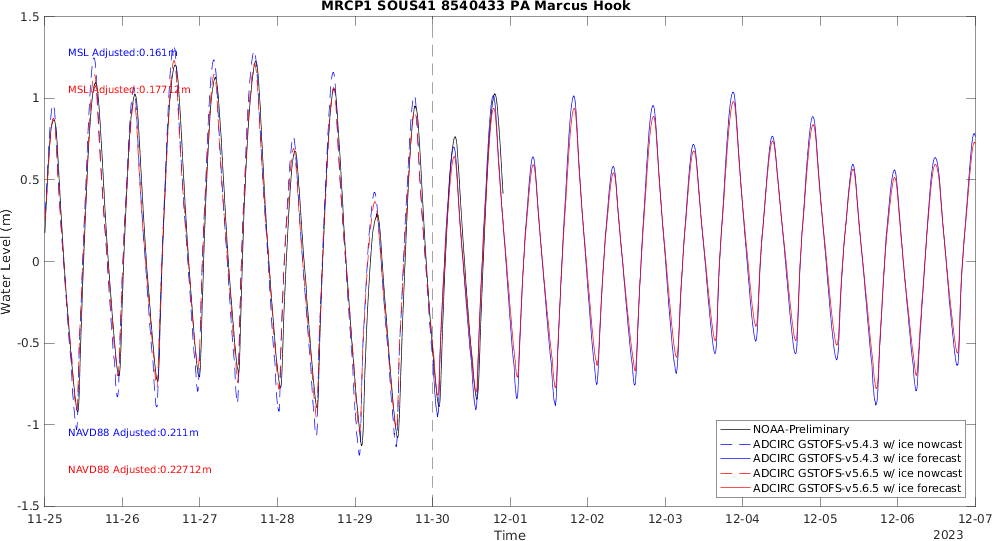 MRCP1 SOUS41 8540433 PA Marcus Hook
1.5
1
0.5
0
-0.5
-1
-1.5
Water Level (m)
MSL Adjusted:0.161m
MSL Adjusted:0.17712m
NAVD88 Adjusted:0.211m
NAVD88 Adjusted:0.22712m
NOAA-Preliminary
ADCIRC GSTOFS-v5.4.3 w/ ice nowcast
ADCIRC GSTOFS-v5.4.3 w/ ice forecast
ADCIRC GSTOFS-v5.6.5 w/ ice nowcast
ADCIRC GSTOFS-v5.6.5 w/ ice forecast
11-25 11-26 11-27 11-28 11-29 11-30 12-01 12-02 12-03 12-04 12-05 12-06 12-07
Time
2023